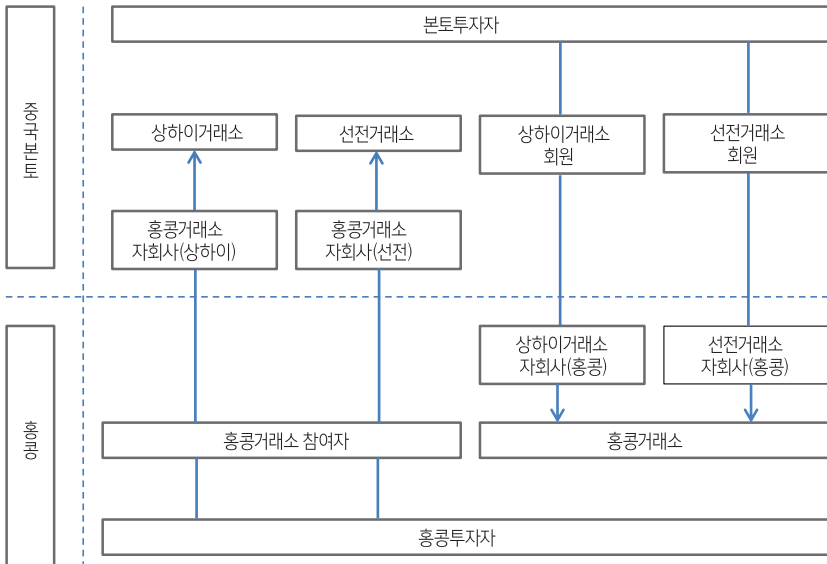 본토투자자
중국본토
상하이거래소
선전거래소
상하이거래소
회원
선전거래소
회원
홍콩거래소
자회사(상하이)
홍콩거래소
자회사(선전)
상하이거래소
자회사(홍콩)
선전거래소
자회사(홍콩)
홍콩
홍콩거래소 참여자
홍콩거래소
홍콩투자자